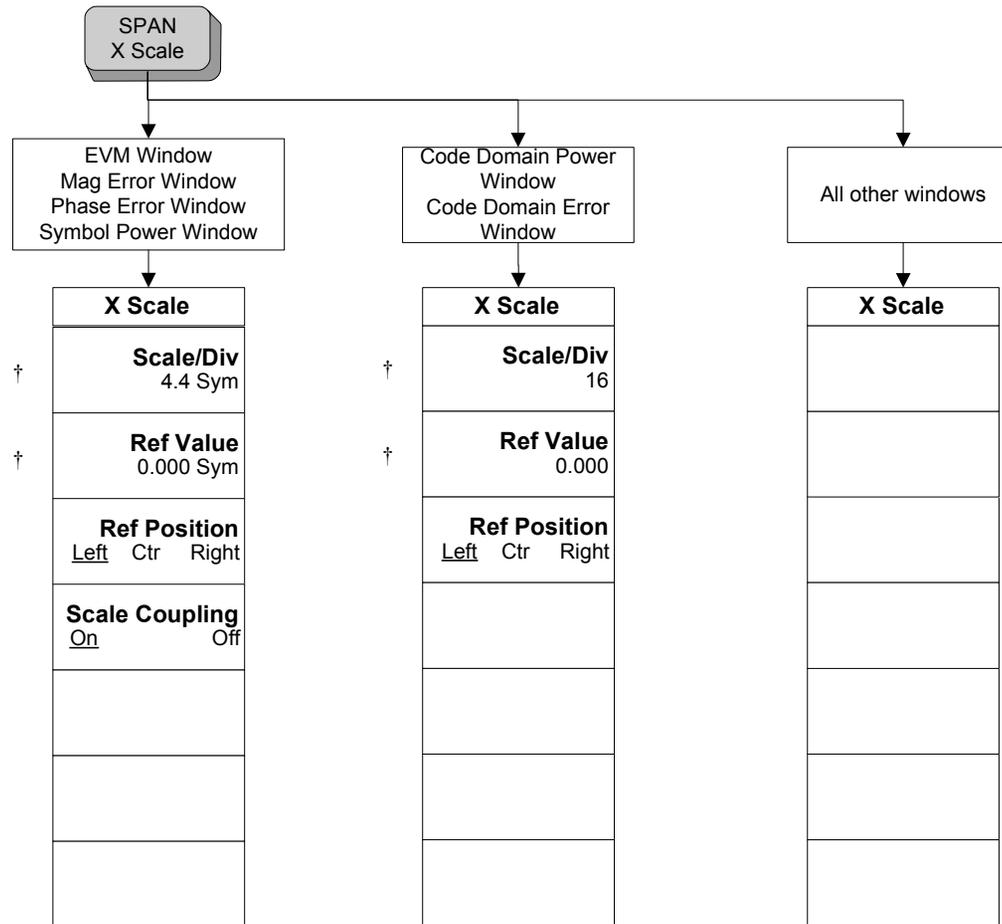 SPAN
X Scale
EVM Window
Mag Error Window
Phase Error Window
Symbol Power Window
Code Domain Power
Window
Code Domain Error
Window
All other windows
X Scale
† Scale/Div
4.4 Sym
† Ref Value
0.000 Sym
Ref Position
Left Ctr Right
Scale Coupling
On Off
X Scale
† Scale/Div
16
† Ref Value
0.000
Ref Position
Left Ctr Right
X Scale